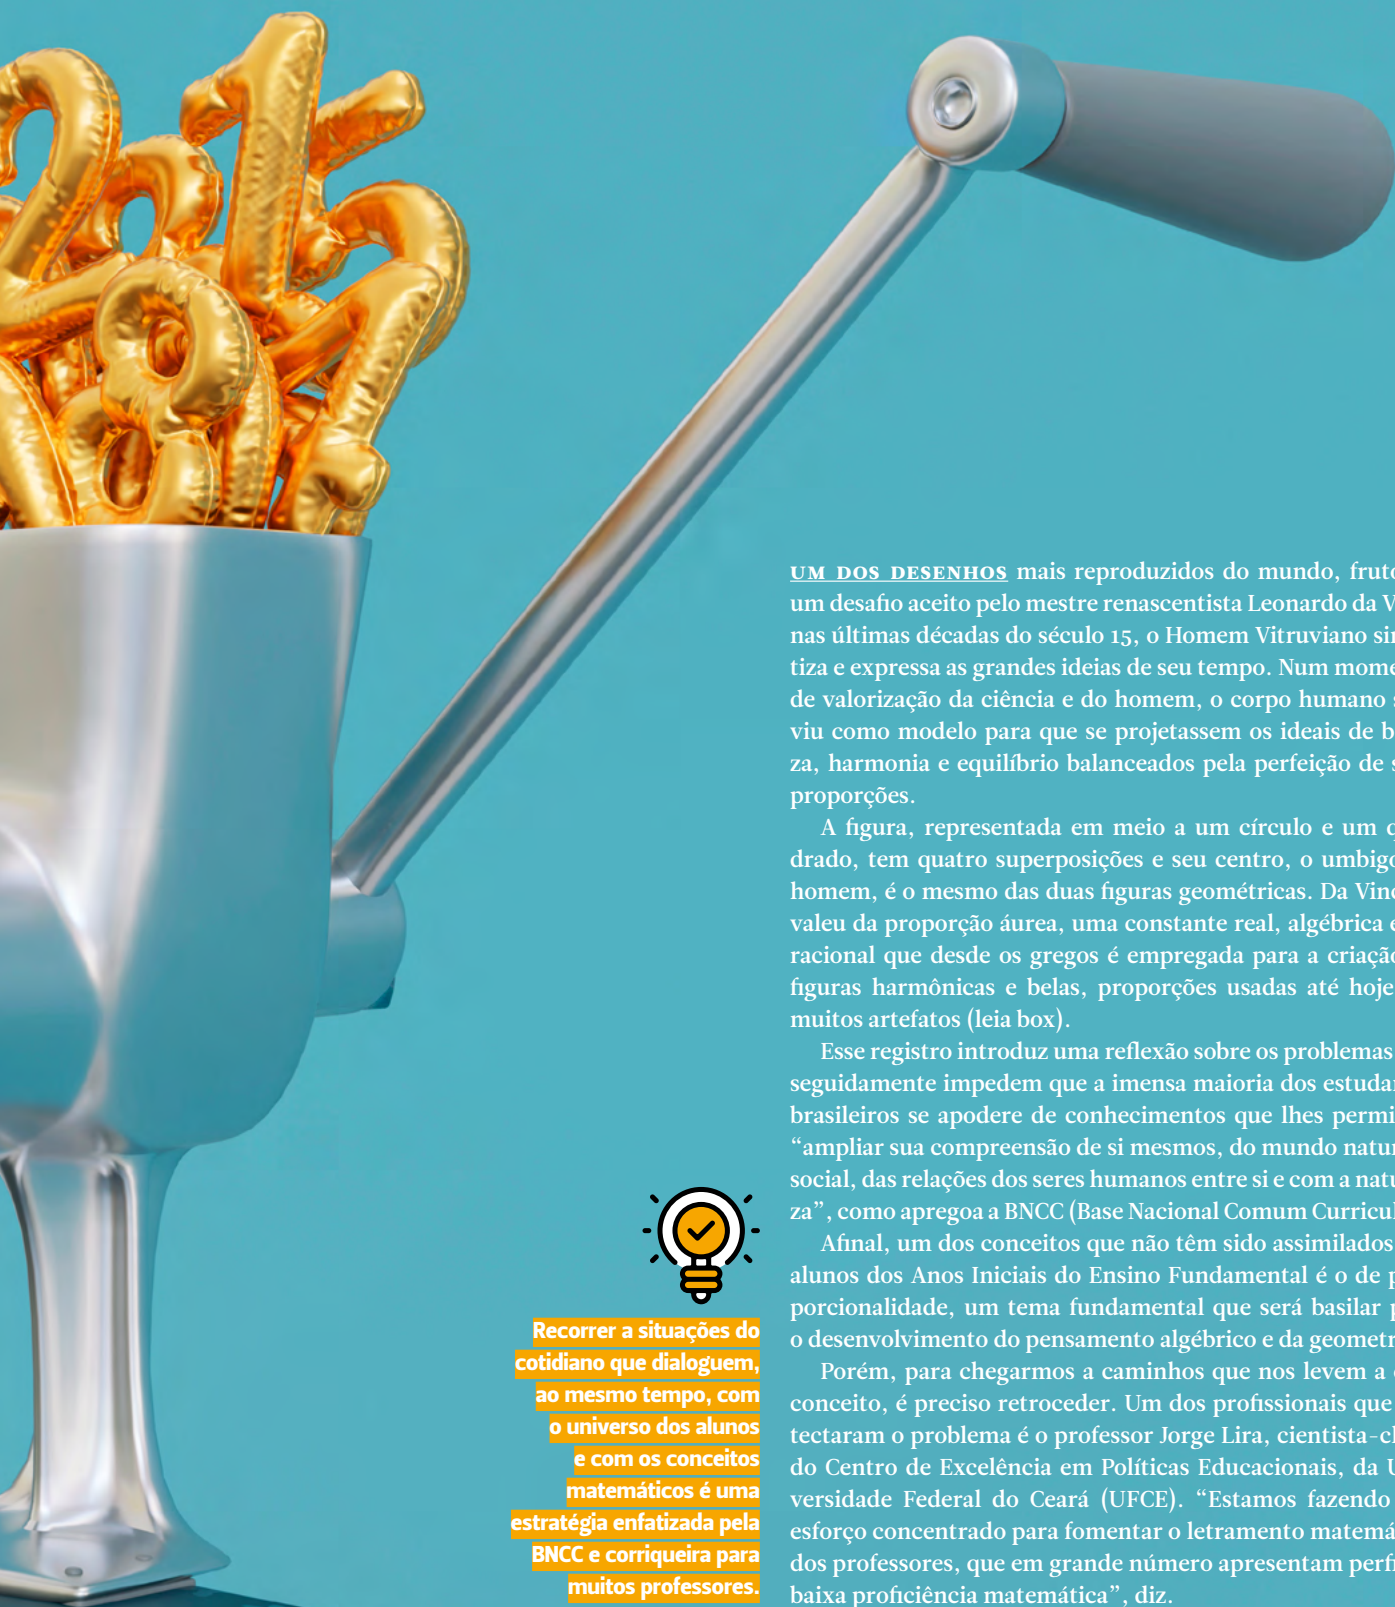 UM DOS DESENHOS mais reproduzidos do mundo, fruto
um desafio aceito pelo mestre renascentista Leonardo da V
nas últimas décadas do século 15, o Homem Vitruviano sin
tiza e expressa as grandes ideias de seu tempo. Num mome
de valorização da ciência e do homem, o corpo humano s
viu como modelo para que se projetassem os ideais de b
za, harmonia e equilíbrio balanceados pela perfeição de s
proporções.
A figura, representada em meio a um círculo e um q
drado, tem quatro superposições e seu centro, o umbigo
homem, é o mesmo das duas figuras geométricas. Da Vinc
valeu da proporção áurea, uma constante real, algébrica e
racional que desde os gregos é empregada para a criação
figuras harmônicas e belas, proporções usadas até hoje
muitos artefatos (leia box).
Esse registro introduz uma reflexão sobre os problemas
seguidamente impedem que a imensa maioria dos estudan
brasileiros se apodere de conhecimentos que lhes permi
“ampliar sua compreensão de si mesmos, do mundo natur
social, das relações dos seres humanos entre si e com a natu
za”, como apregoa a BNCC (Base Nacional Comum Curricul
Afinal, um dos conceitos que não têm sido assimilados
alunos dos Anos Iniciais do Ensino Fundamental é o de p
porcionalidade, um tema fundamental que será basilar p
o desenvolvimento do pensamento algébrico e da geometr
Porém, para chegarmos a caminhos que nos levem a e
conceito, é preciso retroceder. Um dos profissionais que
tectaram o problema é o professor Jorge Lira, cientista-ch
do Centro de Excelência em Políticas Educacionais, da U
versidade Federal do Ceará (UFCE). “Estamos fazendo
esforço concentrado para fomentar o letramento matemá
dos professores, que em grande número apresentam perfi
baixa proficiência matemática”, diz.
Recorrer a situações do
cotidiano que dialoguem,
ao mesmo tempo, com
o universo dos alunos
e com os conceitos
matemáticos é uma
estratégia enfatizada pela
BNCC e corriqueira para
muitos professores.